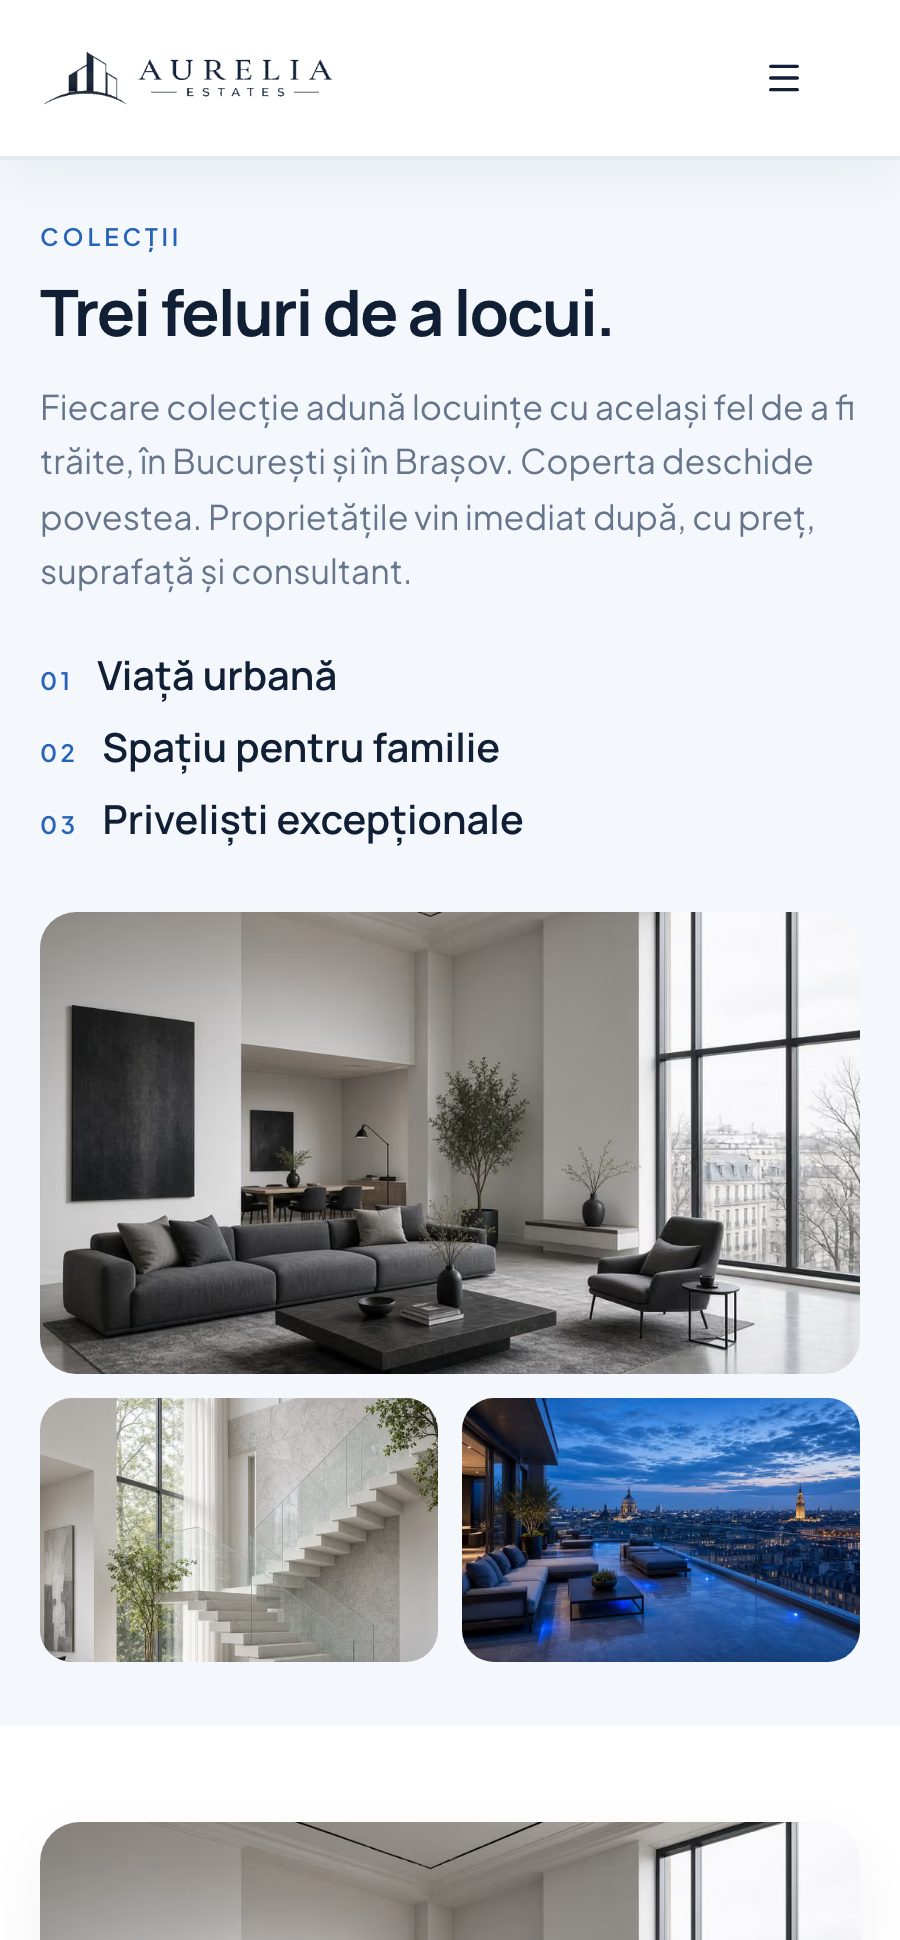 AURELIA
ESTATES
COLECȚII
Trei feluri de a locui.
Fiecare colecție adună locuințe cu același fel de a fi
trăite, în București și în Brașov. Coperta deschide
povestea. Proprietățile vin imediat după, cu preț,
suprafață și consultant.
01 Viață urbană
02 Spațiu pentru familie
03 Priveliști excepționale